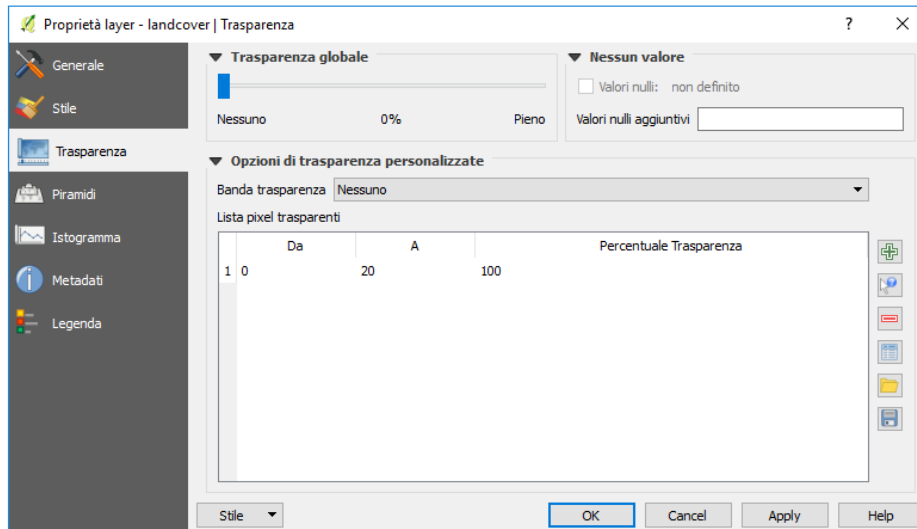 Proprietà layer - landcover | Trasparenza
?
Generale
Stile
Trasparenza
Piramidi
Istogramma
Metadati
Legenda
Trasparenza globale
Nessuno 0% Pieno
Nessun valore
Valori nulli: non definito
Valori nulli aggiuntivi
Opzioni di trasparenza personalizzate
Banda trasparenza Nessuno
Lista pixel trasparenti
Da A Percentuale Trasparenza
1 0 20 100
Stile OK Cancel Apply Help